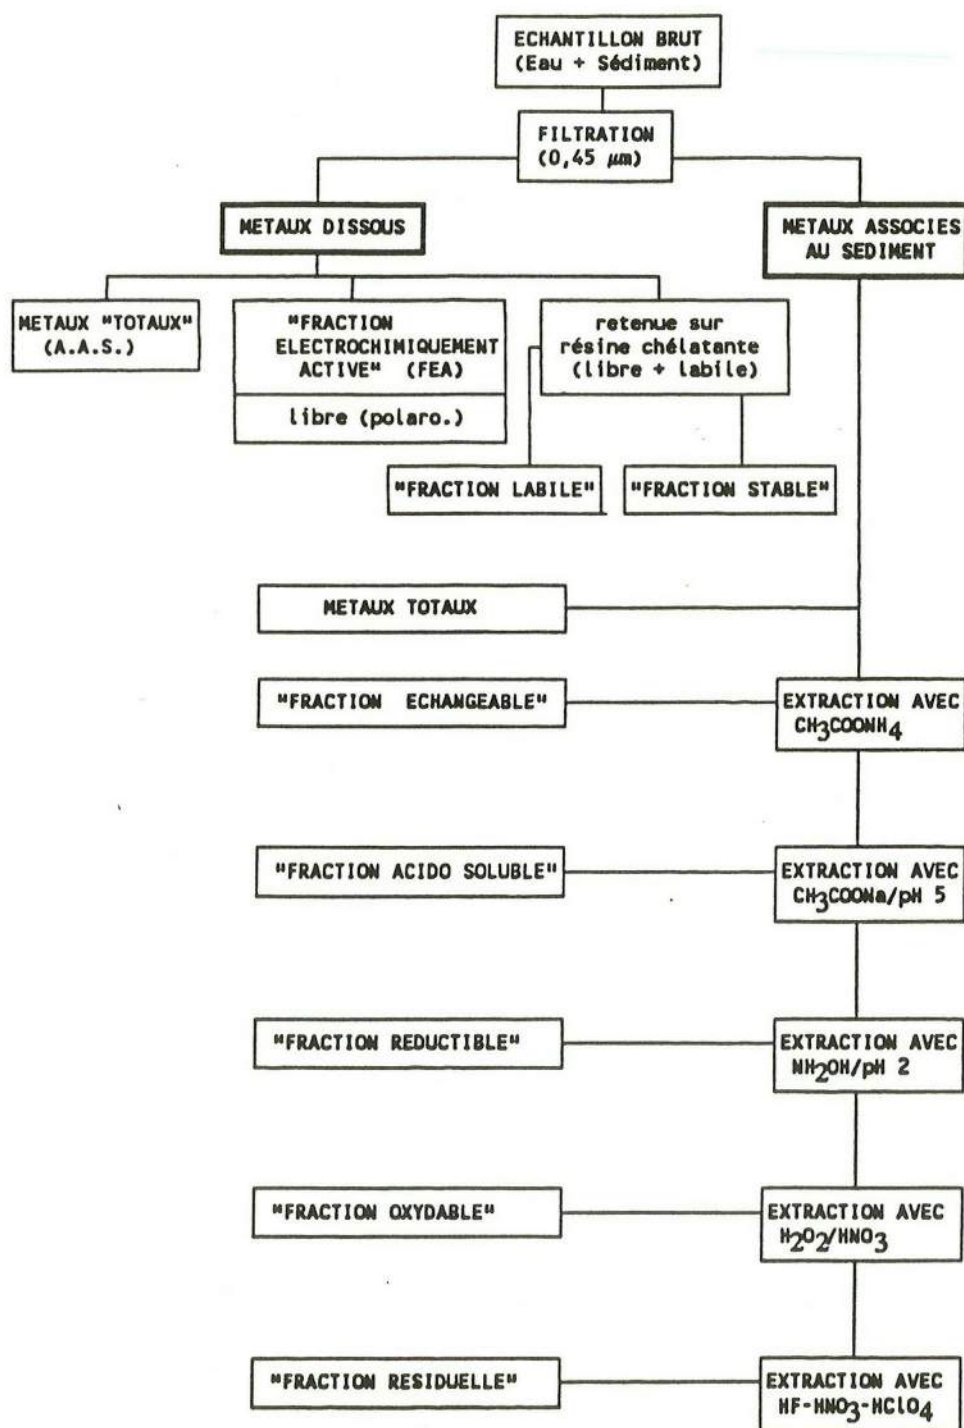 ECHANTILLON BRUT
(Eau + Sédiment)
FILTRATION
(0,45 µm)
METAUX DISSOUS
METAUX ASSOCIES
AU SEDIMENT
METAUX "TOTAUX"
(A.A.S.)
"FRACTION
ELECTROCHIMIQUEMENT
ACTIVE" (FEA)
libre (polaro.)
retenue sur
résine chélatante
(libre + labile)
"FRACTION LABILE"
"FRACTION STABLE"
METAUX TOTAUX
"FRACTION ECHANGEABLE"
EXTRACTION AVEC
CH3COONH4
"FRACTION ACIDO SOLUBLE"
EXTRACTION AVEC
CH3COONa/pH 5
"FRACTION REDUCTIBLE"
EXTRACTION AVEC
NH2OH/pH 2
"FRACTION OXYDABLE"
EXTRACTION AVEC
H2O2/HNO3
"FRACTION RESIDUELLE"
EXTRACTION AVEC
HF-HNO3-HClO4